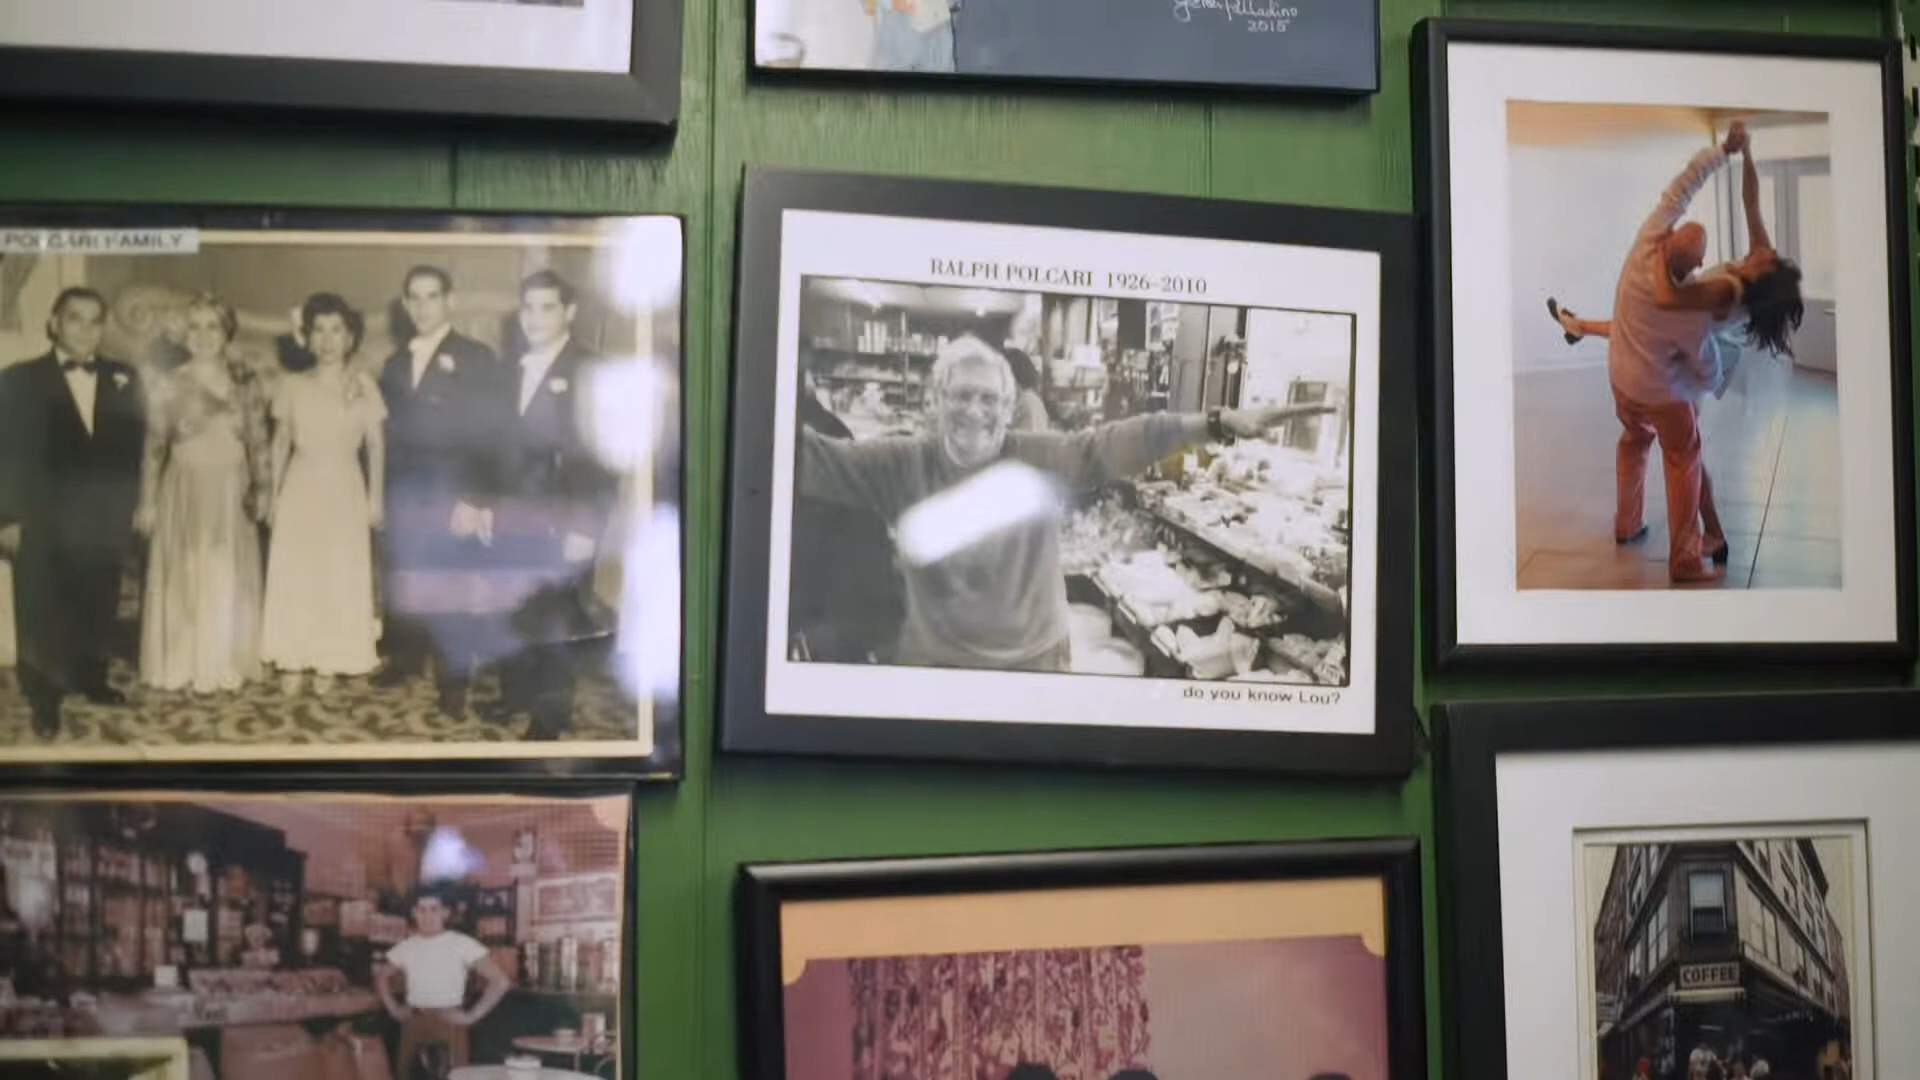 2015
POLCARI FAMILY
RALPH POLCARI 1926-2010
do you know Lou?
COFFEE